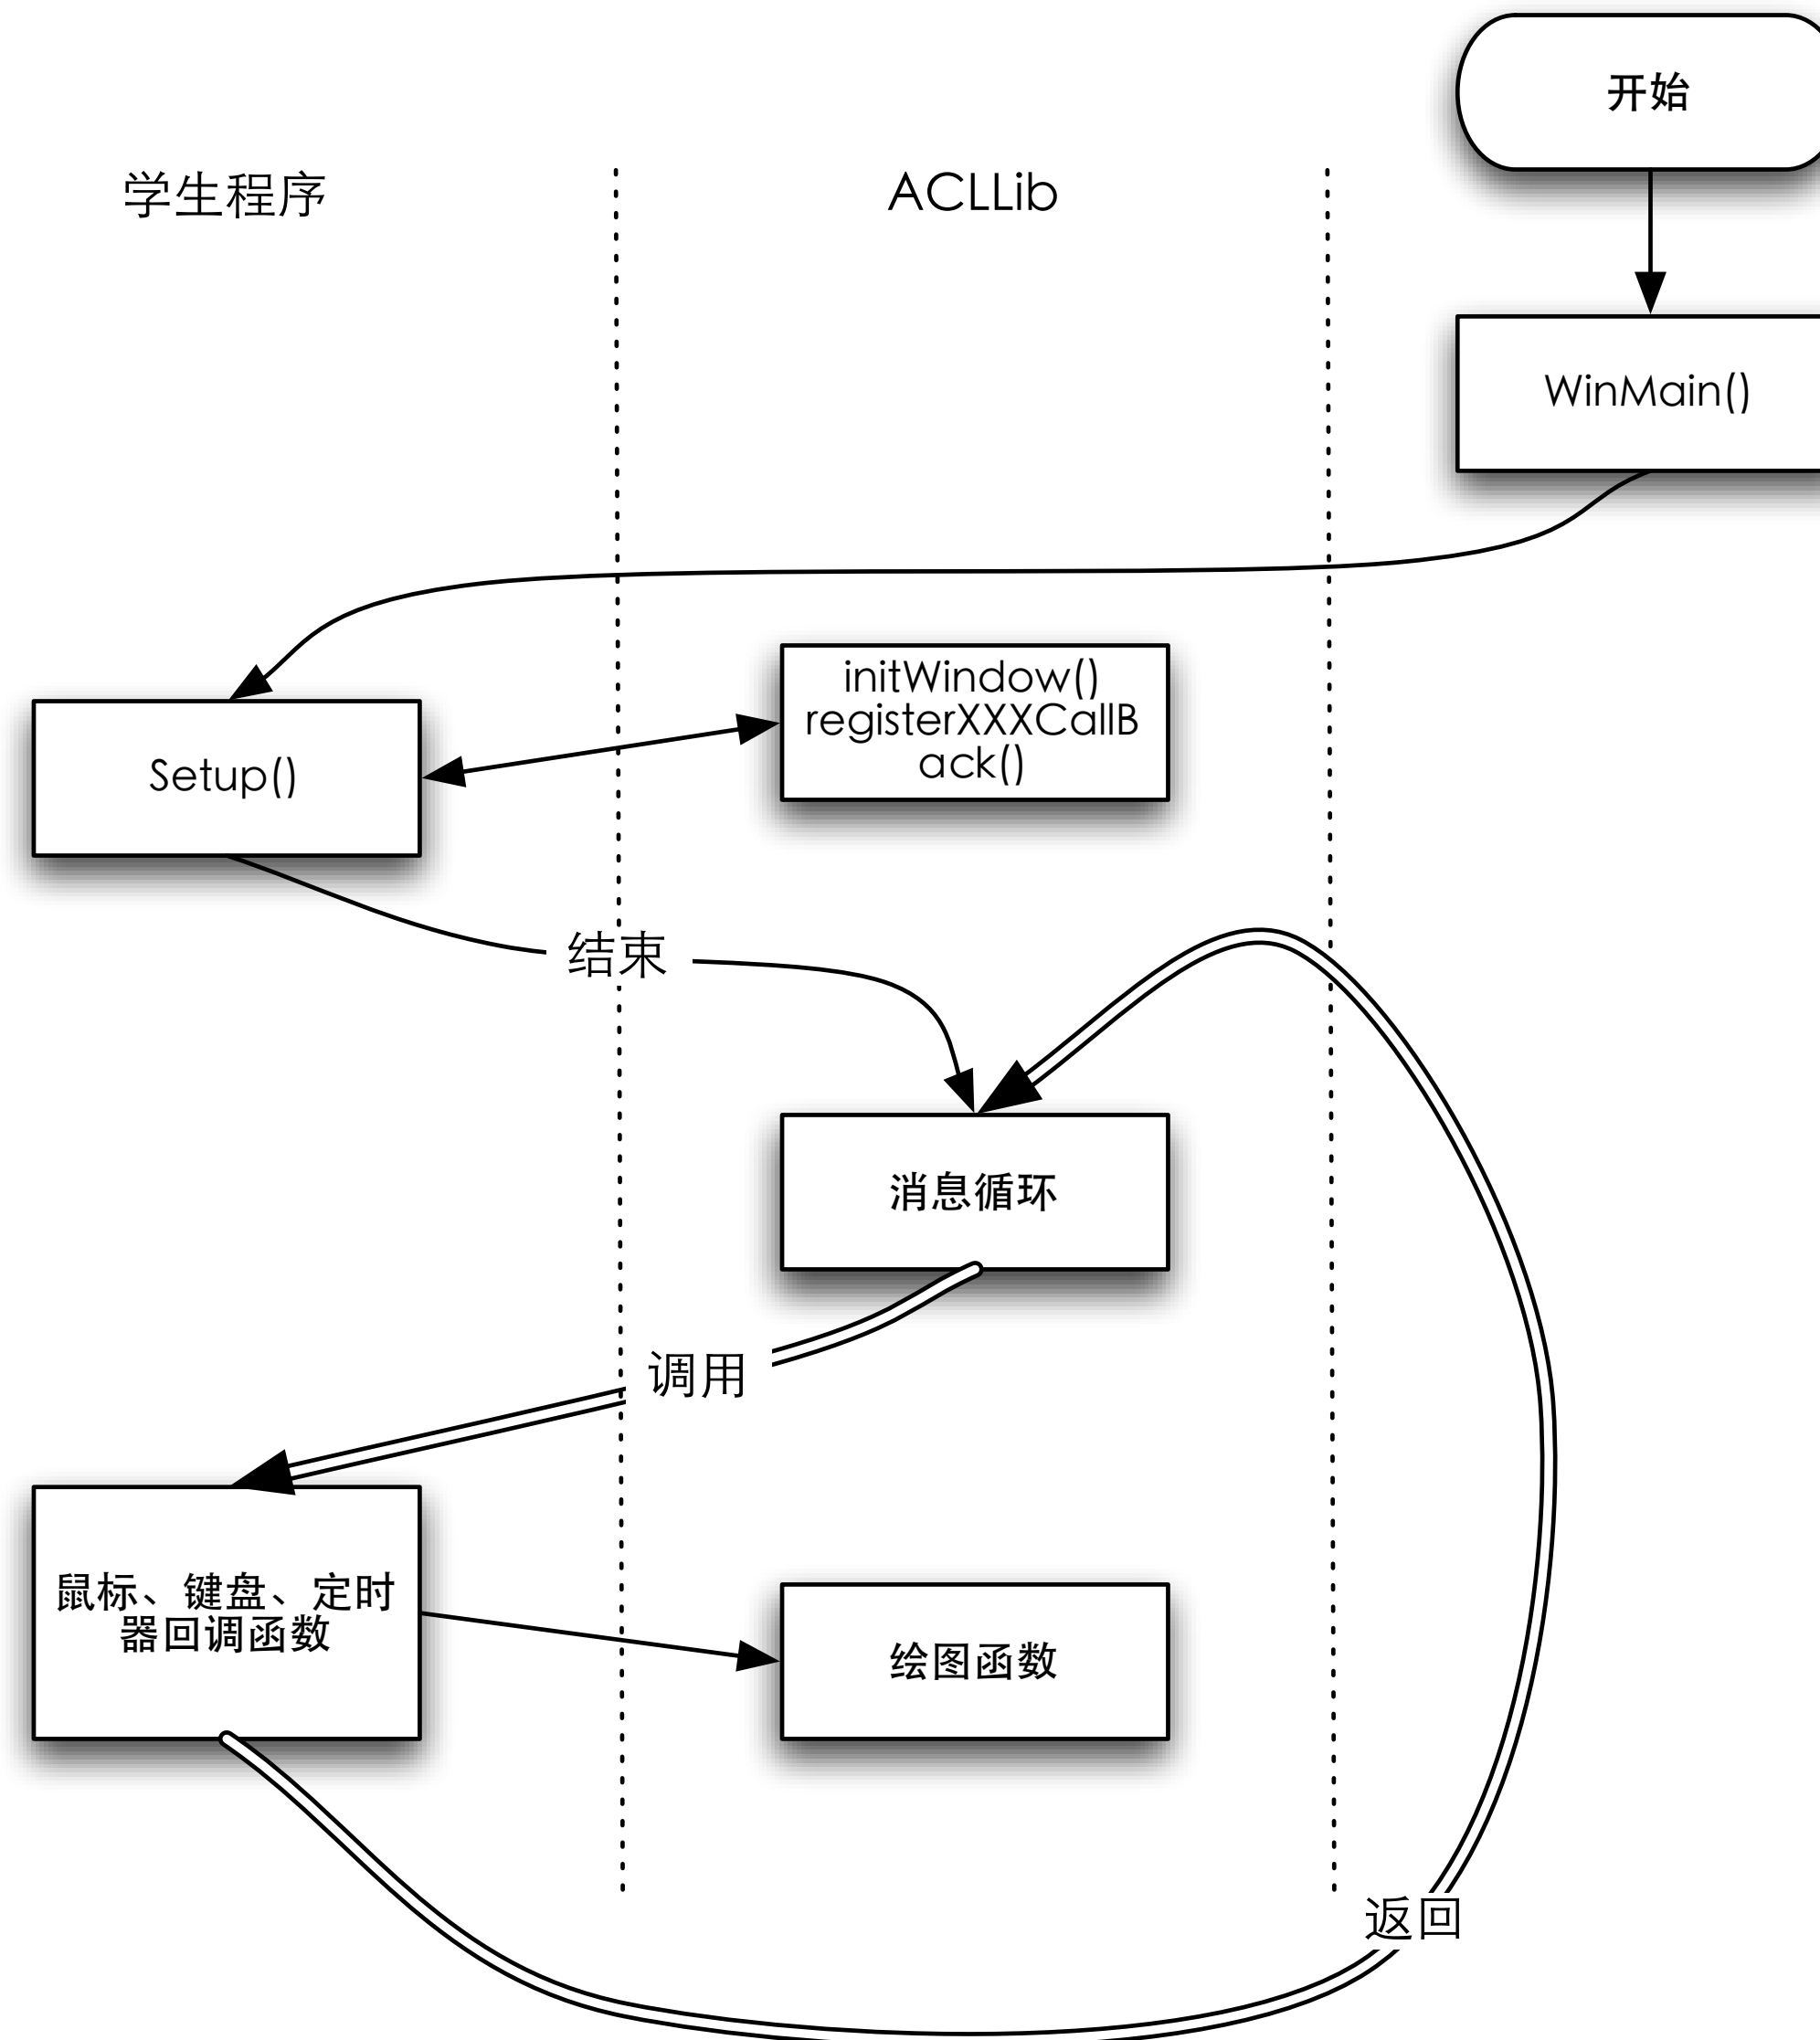 开始
学生程序
ACLLib
WinMain()
initWindow()
registerXXXCallB
ack()
Setup()
结束
消息循环
调用
鼠标、键盘、定时
器回调函数
绘图函数
返回